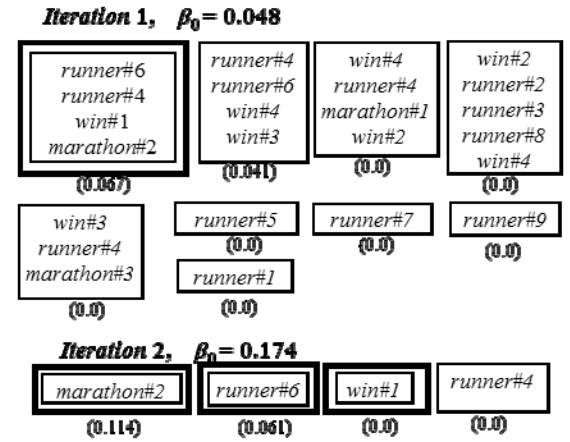 Iteration 1, β0 = 0.048
runner#6
runner#4
win#1
marathon#2
(0.067)
runner#4
runner#6
win#4
win#3
(0.041)
win#4
runner#4
marathon#1
win#2
(0.0)
win#2
runner#2
runner#3
runner#8
win#4
(0.0)
win#3
runner#4
marathon#3
(0.0)
runner#5
(0.0)
runner#7
(0.0)
runner#9
(0.0)
runner#1
(0.0)
Iteration 2, β0 = 0.174
marathon#2
(0.114)
runner#6
(0.061)
win#1
(0.0)
runner#4
(0.0)